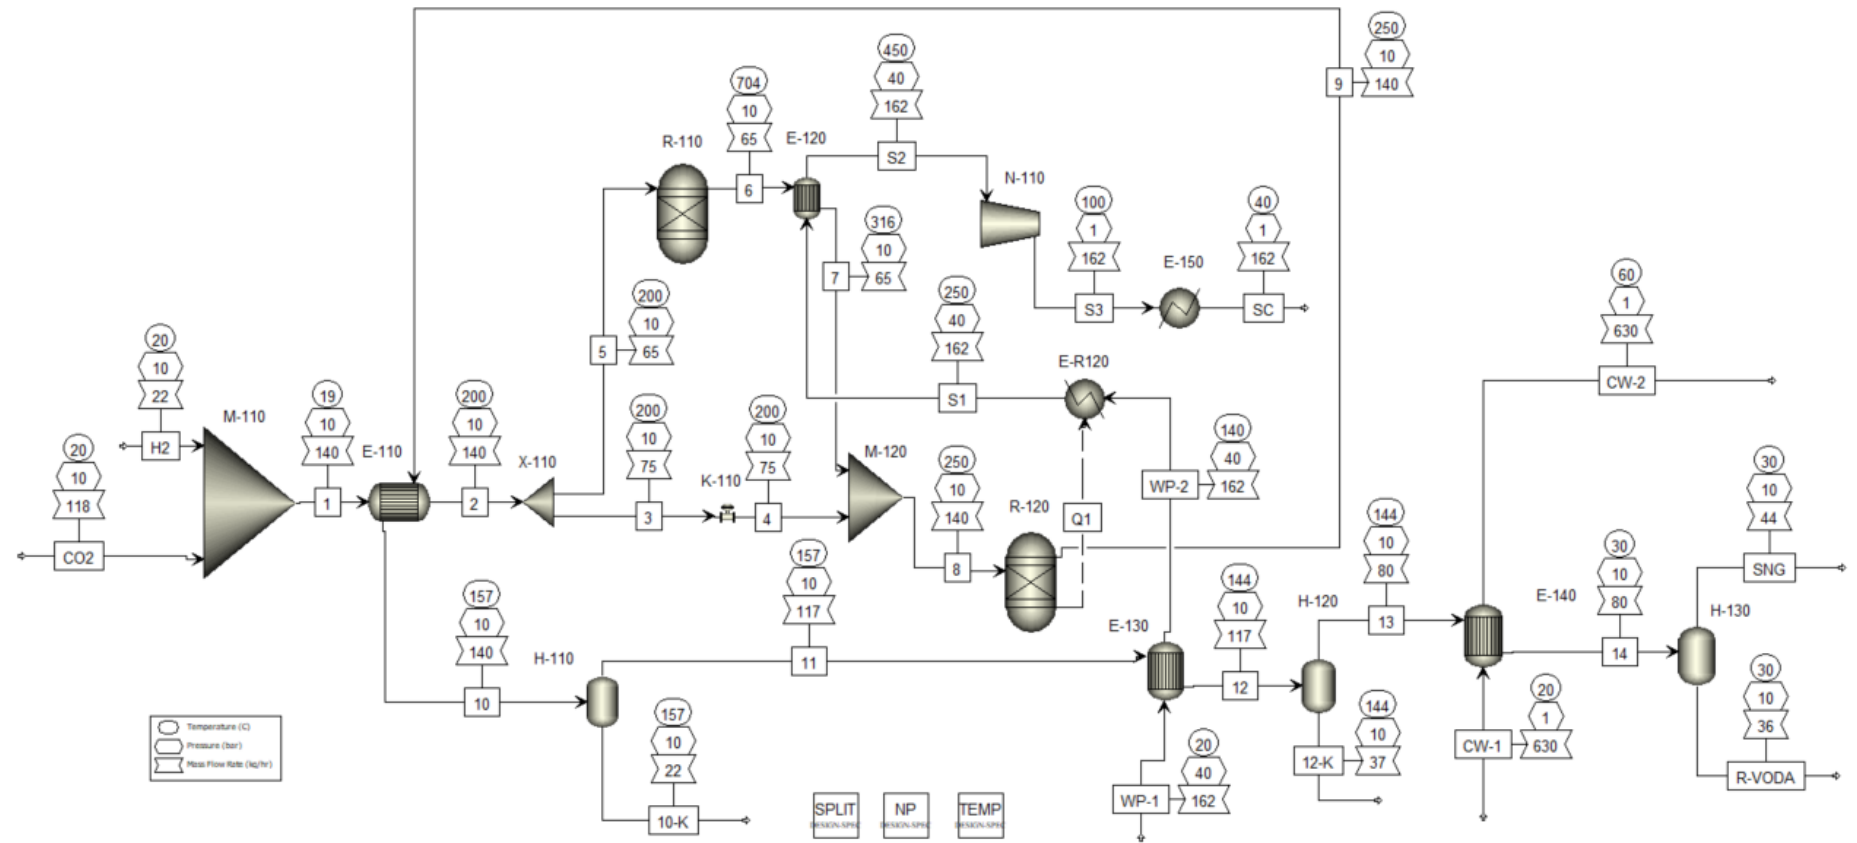 250
10
140
9
450
40
162
S2
704
10
65
6
R-110
E-120
N-110
100
1
162
S3
40
1
162
SC
E-150
316
10
65
7
200
10
65
5
250
40
162
S1
E-R120
60
1
630
CW-2
20
10
22
H2
M-110
20
10
118
CO2
19
10
140
1
E-110
200
10
140
2
X-110
200
10
75
3
K-110
200
10
75
4
M-120
250
10
140
8
R-120
Q1
140
40
162
WP-2
144
10
80
13
30
10
44
SNG
157
10
140
10
H-110
157
10
117
11
E-130
144
10
117
12
H-120
E-140
30
10
80
14
H-130
157
10
22
10-K
20
40
162
WP-1
144
10
37
12-K
20
1
630
CW-1
30
10
36
R-VODA
Temperature (C)
Pressure (bar)
Mass Flow Rate (kg/hr)
SPLIT
DESIGN-SPEC
NP
DESIGN-SPEC
TEMP
DESIGN-SPEC